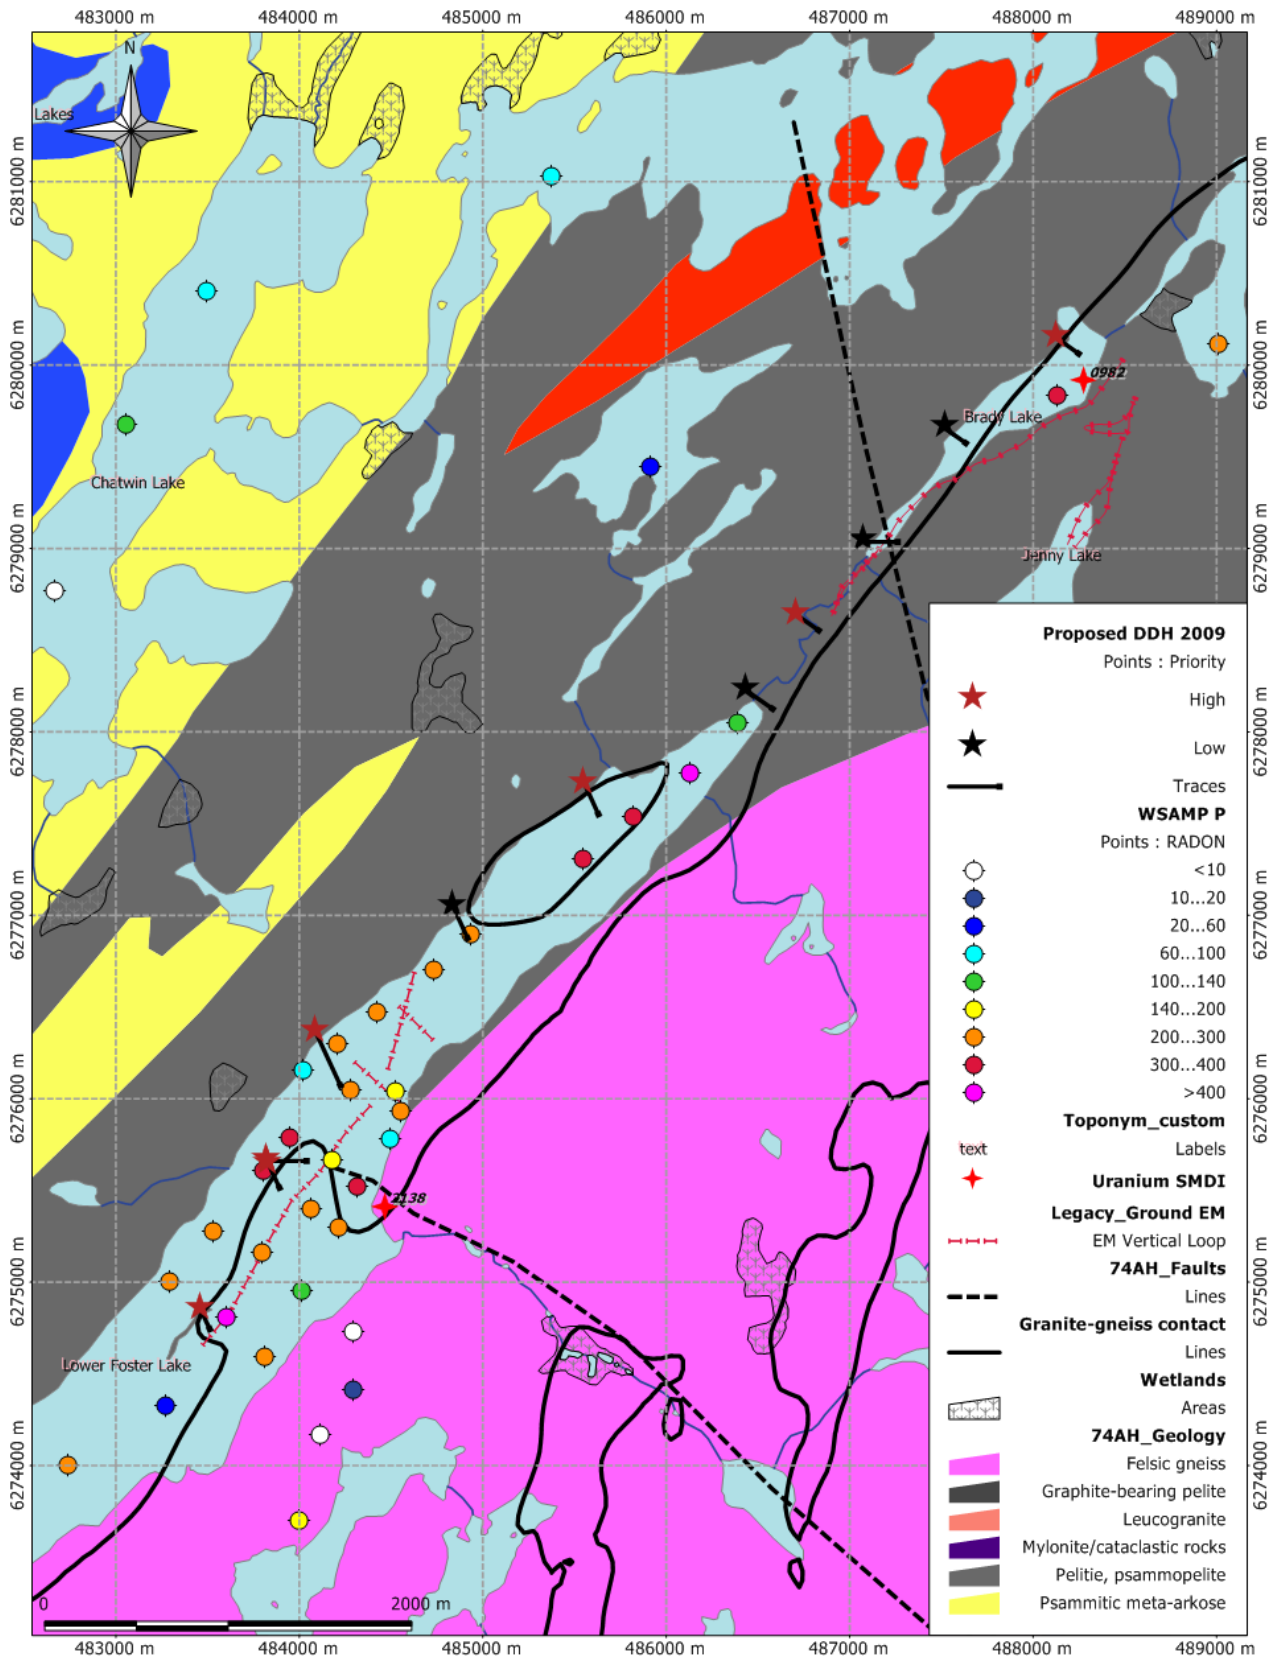 483000 m 484000 m 485000 m 486000 m 487000 m 488000 m 489000 m
N
Lakes
6281000 m 6281000 m
6280000 m 6280000 m
0982
Brady Lake
Chatwin Lake
6279000 m 6279000 m
Jenny Lake
6278000 m 6278000 m
6277000 m 6277000 m
6276000 m 6276000 m
2138
6275000 m 6275000 m
Lower Foster Lake
6274000 m 6274000 m
Proposed DDH 2009
Points : Priority
High
Low
Traces
WSAMP P
Points : RADON
<10
10...20
20...60
60...100
100...140
140...200
200...300
300...400
>400
Toponym_custom
text Labels
Uranium SMDI
Legacy_Ground EM
EM Vertical Loop
74AH_Faults
Lines
Granite-gneiss contact
Lines
Wetlands
Areas
74AH_Geology
Felsic gneiss
Graphite-bearing pelite
Leucogranite
Mylonite/cataclastic rocks
Pelitie, psammopelite
Psammitic meta-arkose
0 2000 m
483000 m 484000 m 485000 m 486000 m 487000 m 488000 m 489000 m